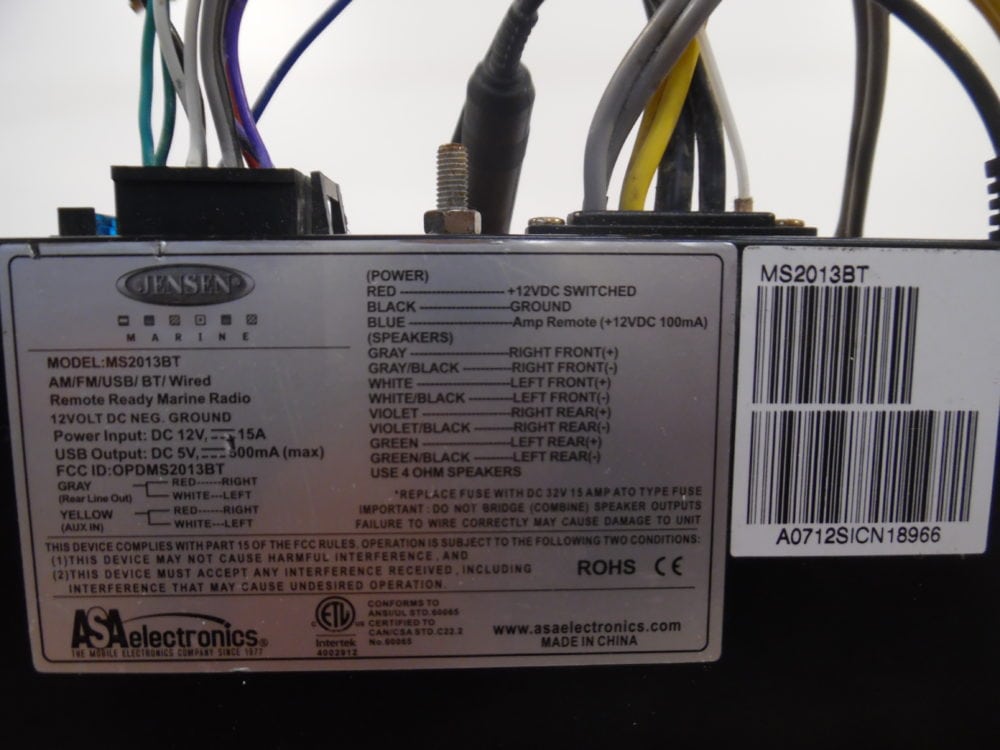 JENSEN®
MARINE
MODEL:MS2013BT
AM/FM/USB/ BT/ Wired
Remote Ready Marine Radio
12VOLT DC NEG. GROUND
Power Input: DC 12V, 15A
USB Output: DC 5V, 500mA (max)
FCC ID:OPDMS2013BT
GRAY RED------RIGHT
(Rear Line Out) WHITE---LEFT
YELLOW RED------RIGHT
(AUX IN) WHITE---LEFT
(POWER)
RED +12VDC SWITCHED
BLACK GROUND
BLUE Amp Remote (+12VDC 100mA)
(SPEAKERS)
GRAY RIGHT FRONT(+)
GRAY/BLACK RIGHT FRONT(-)
WHITE LEFT FRONT(+)
WHITE/BLACK LEFT FRONT(-)
VIOLET RIGHT REAR(+)
VIOLET/BLACK RIGHT REAR(-)
GREEN LEFT REAR(+)
GREEN/BLACK LEFT REAR(-)
USE 4 OHM SPEAKERS
*REPLACE FUSE WITH DC 32V 15 AMP ATO TYPE FUSE
IMPORTANT: DO NOT BRIDGE (COMBINE) SPEAKER OUTPUTS
FAILURE TO WIRE CORRECTLY MAY CAUSE DAMAGE TO UNIT
THIS DEVICE COMPLIES WITH PART 15 OF THE FCC RULES. OPERATION IS SUBJECT TO THE FOLLOWING TWO CONDITIONS:
(1)THIS DEVICE MAY NOT CAUSE HARMFUL INTERFERENCE, AND
(2)THIS DEVICE MUST ACCEPT ANY INTERFERENCE RECEIVED, INCLUDING
INTERFERENCE THAT MAY CAUSE UNDESIRED OPERATION.
ROHS CE
ASAelectronics®
THE MOBILE ELECTRONICS COMPANY SINCE 1977
C ETL US
Intertek
4002912
CONFORMS TO
ANSI/UL STD.60065
CERTIFIED TO
CAN/CSA STD.C22.2
No.60065
www.asaelectronics.com
MADE IN CHINA
MS2013BT
A0712SICN18966